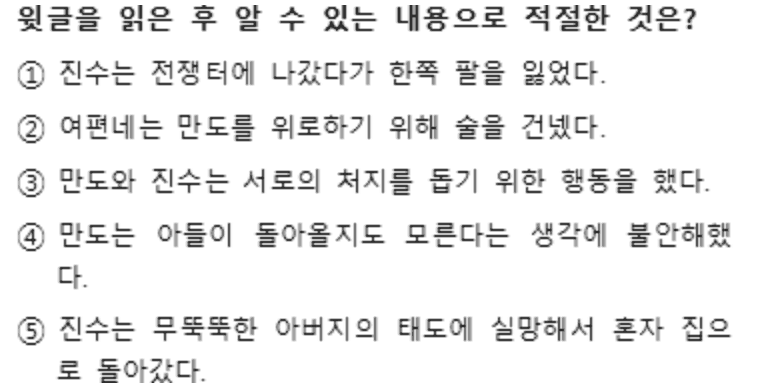 윗글을 읽은 후 알 수 있는 내용으로 적절한 것은?
① 진수는 전쟁터에 나갔다가 한쪽 팔을 잃었다.
② 여편네는 만도를 위로하기 위해 술을 건넸다.
③ 만도와 진수는 서로의 처지를 돕기 위한 행동을 했다.
④ 만도는 아들이 돌아올지도 모른다는 생각에 불안해했
다.
⑤ 진수는 무뚝뚝한 아버지의 태도에 실망해서 혼자 집으
로 돌아갔다.